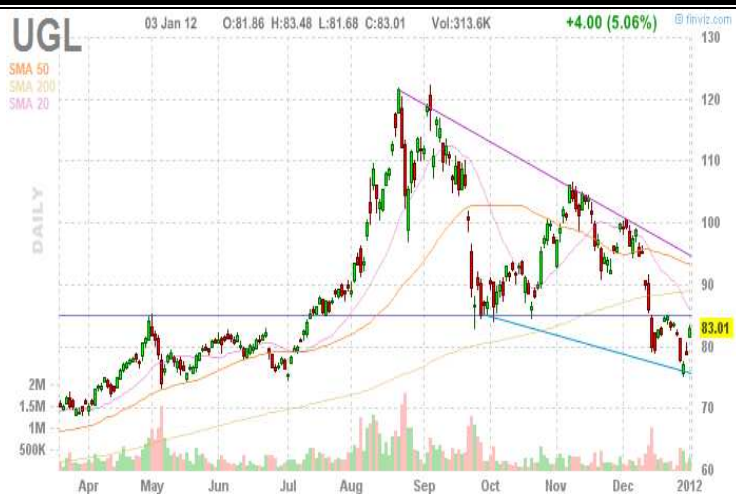 UGL 03 Jan 12 O:81.86 H:83.48 L:81.68 C:83.01 Vol:313.6K +4.00 (5.06%) © finviz.com
SMA 50
SMA 200
SMA 20
DAILY
130
120
110
100
90
83.01
80
70
60
2M
1.5M
1M
500K
Apr May Jun Jul Aug Sep Oct Nov Dec 2012